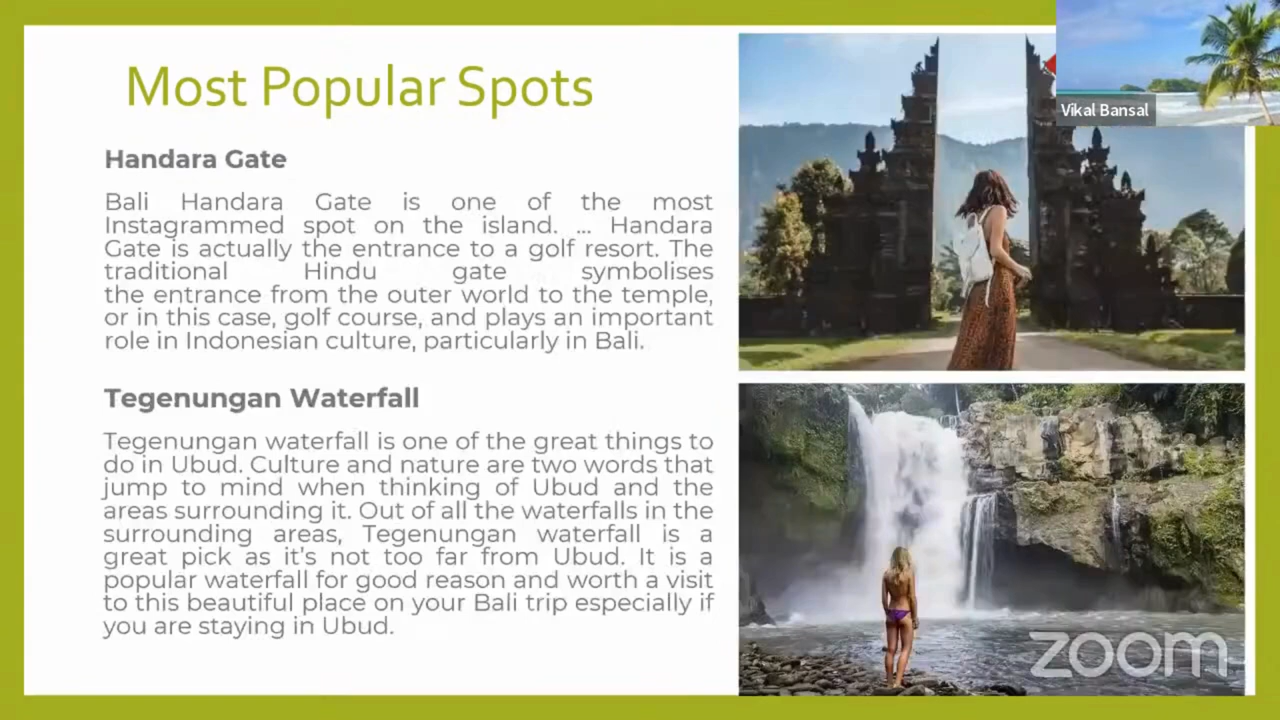 Most Popular Spots
Handara Gate
Bali Handara Gate is one of the most
Instagrammed spot on the island. ... Handara
Gate is actually the entrance to a golf resort. The
traditional Hindu gate symbolises
the entrance from the outer world to the temple,
or in this case, golf course, and plays an important
role in Indonesian culture, particularly in Bali.
Tegenungan Waterfall
Tegenungan waterfall is one of the great things to
do in Ubud. Culture and nature are two words that
jump to mind when thinking of Ubud and the
areas surrounding it. Out of all the waterfalls in the
surrounding areas, Tegenungan waterfall is a
great pick as it's not too far from Ubud. It is a
popular waterfall for good reason and worth a visit
to this beautiful place on your Bali trip especially if
you are staying in Ubud.
Vikal Bansal
zoom